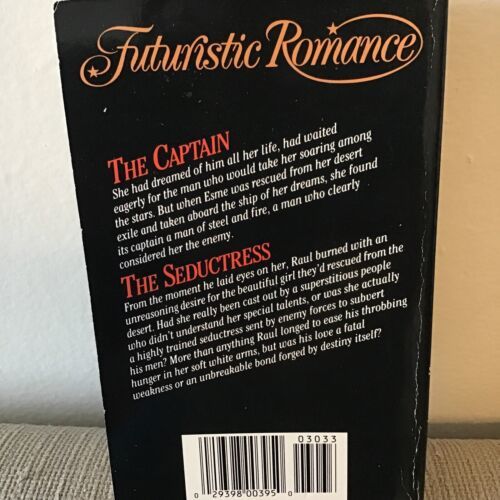 Futuristic Romance
THE CAPTAIN
She had dreamed of him all her life, had waited
eagerly for the man who would take her soaring among
the stars. But when Esme was rescued from her desert
exile and taken aboard the ship of her dreams, she found
its captain a man of steel and fire, a man who clearly
considered her the enemy.
THE SEDUCTRESS
From the moment he laid eyes on her, Raul burned with an
unreasoning desire for the beautiful girl they'd rescued from the
desert. Had she really been cast out by a superstitious people
who didn't understand her special talents, or was she actually
a highly trained seductress sent by enemy forces to subvert
his men? More than anything Raul longed to ease his throbbing
hunger in her soft white arms, but was his love a fatal
weakness or an unbreakable bond forged by destiny itself?
03033
0 29398 00395 0